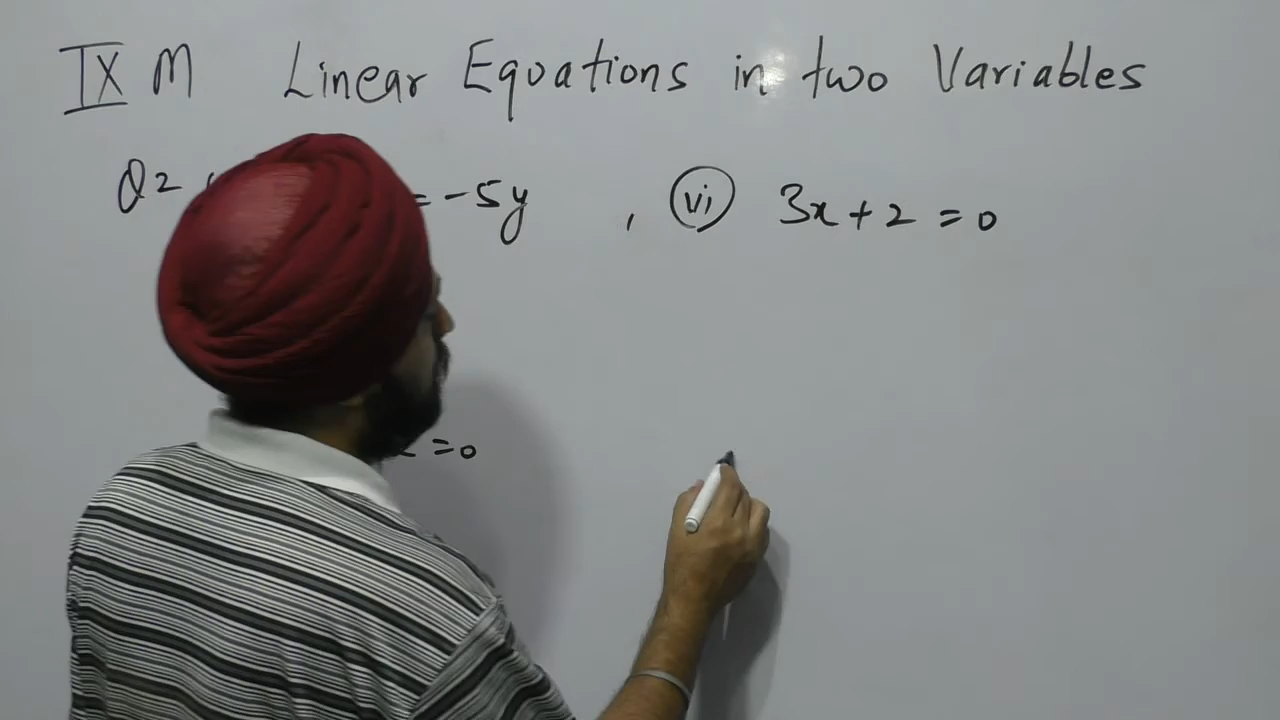 IX M Linear Equations in two Variables
Q2 = -5y , (vi) 3x + 2 = 0
= 0